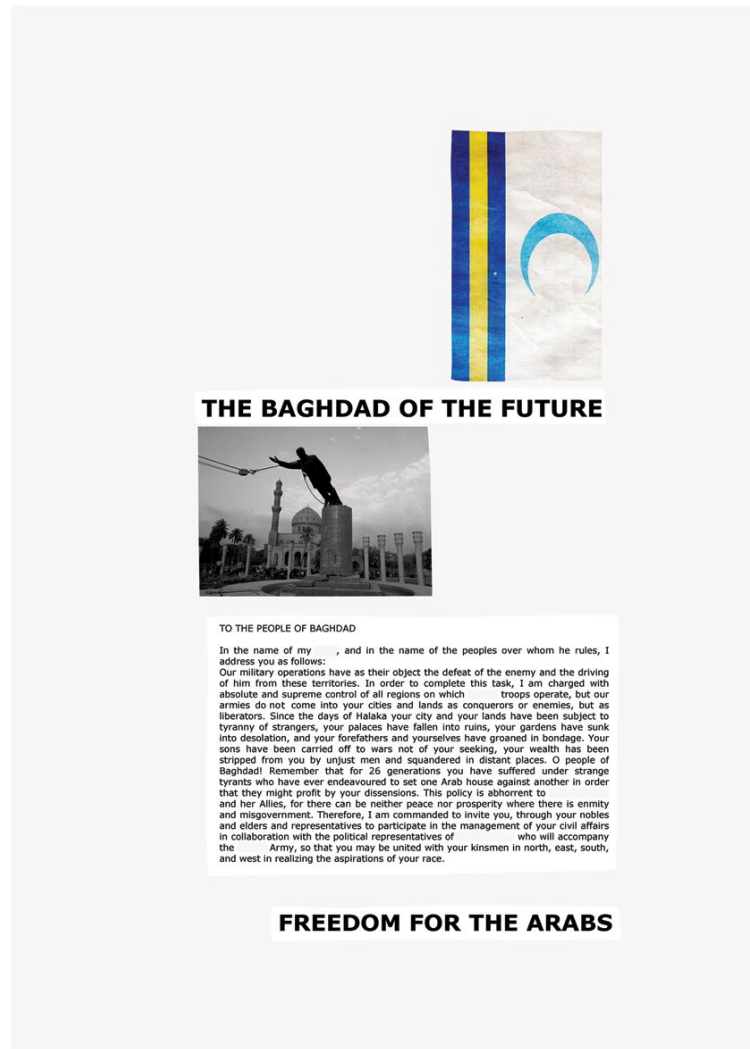 THE BAGHDAD OF THE FUTURE
TO THE PEOPLE OF BAGHDAD
In the name of my , and in the name of the peoples over whom he rules, I
address you as follows:
Our military operations have as their object the defeat of the enemy and the driving
of him from these territories. In order to complete this task, I am charged with
absolute and supreme control of all regions on which troops operate, but our
armies do not come into your cities and lands as conquerors or enemies, but as
liberators. Since the days of Halaka your city and your lands have been subject to
tyranny of strangers, your palaces have fallen into ruins, your gardens have sunk
into desolation, and your forefathers and yourselves have groaned in bondage. Your
sons have been carried off to wars not of your seeking, your wealth has been
stripped from you by unjust men and squandered in distant places. O people of
Baghdad! Remember that for 26 generations you have suffered under strange
tyrants who have ever endeavoured to set one Arab house against another in order
that they might profit by your dissensions. This policy is abhorrent to
and her Allies, for there can be neither peace nor prosperity where there is enmity
and misgovernment. Therefore, I am commanded to invite you, through your nobles
and elders and representatives to participate in the management of your civil affairs
in collaboration with the political representatives of who will accompany
the Army, so that you may be united with your kinsmen in north, east, south,
and west in realizing the aspirations of your race.
FREEDOM FOR THE ARABS